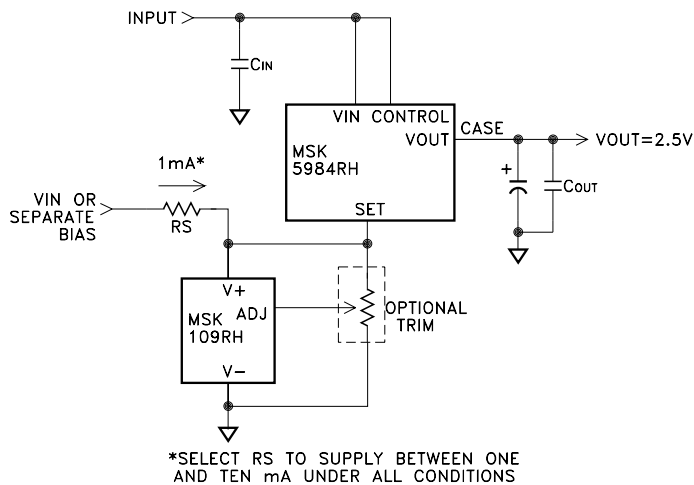 INPUT
CIN
VIN CONTROL
VOUT
CASE
MSK
5984RH
SET
VOUT=2.5V
+
COUT
1mA*
VIN OR
SEPARATE
BIAS
RS
V+
ADJ
MSK
109RH
V-
OPTIONAL
TRIM
*SELECT RS TO SUPPLY BETWEEN ONE
AND TEN mA UNDER ALL CONDITIONS